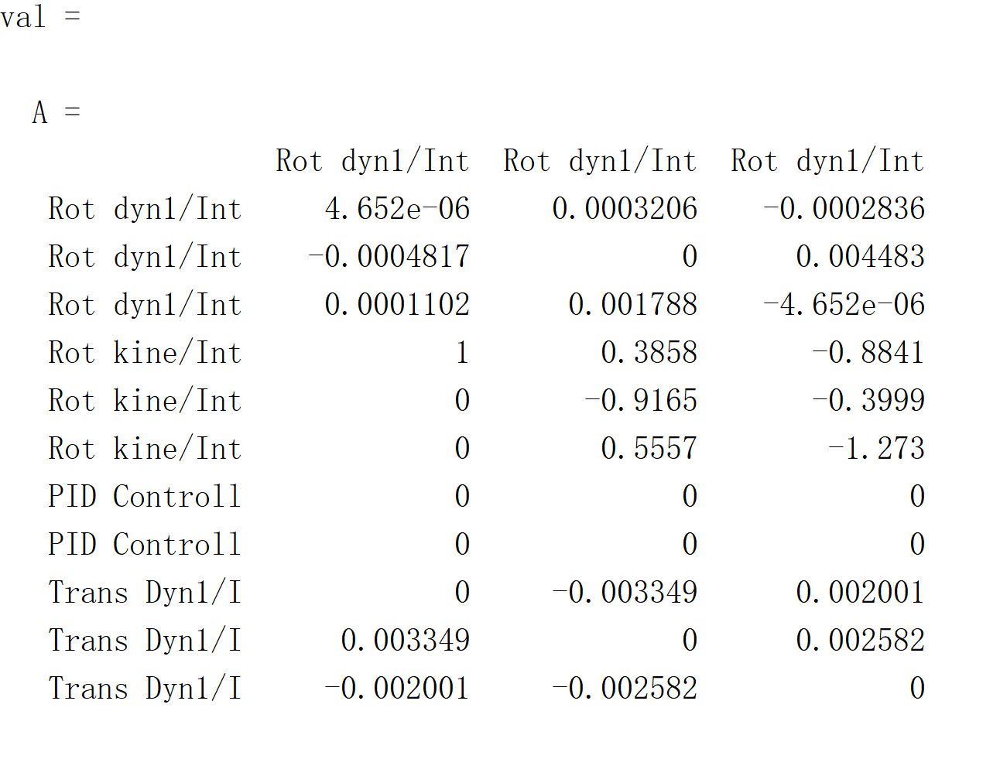 val =
A =
Rot dyn1/Int Rot dyn1/Int Rot dyn1/Int
Rot dyn1/Int 4.652e-06 0.0003206 -0.0002836
Rot dyn1/Int -0.0004817 0 0.004483
Rot dyn1/Int 0.0001102 0.001788 -4.652e-06
Rot kine/Int 1 0.3858 -0.8841
Rot kine/Int 0 -0.9165 -0.3999
Rot kine/Int 0 0.5557 -1.273
PID Controll 0 0 0
PID Controll 0 0 0
Trans Dyn1/I 0 -0.003349 0.002001
Trans Dyn1/I 0.003349 0 0.002582
Trans Dyn1/I -0.002001 -0.002582 0